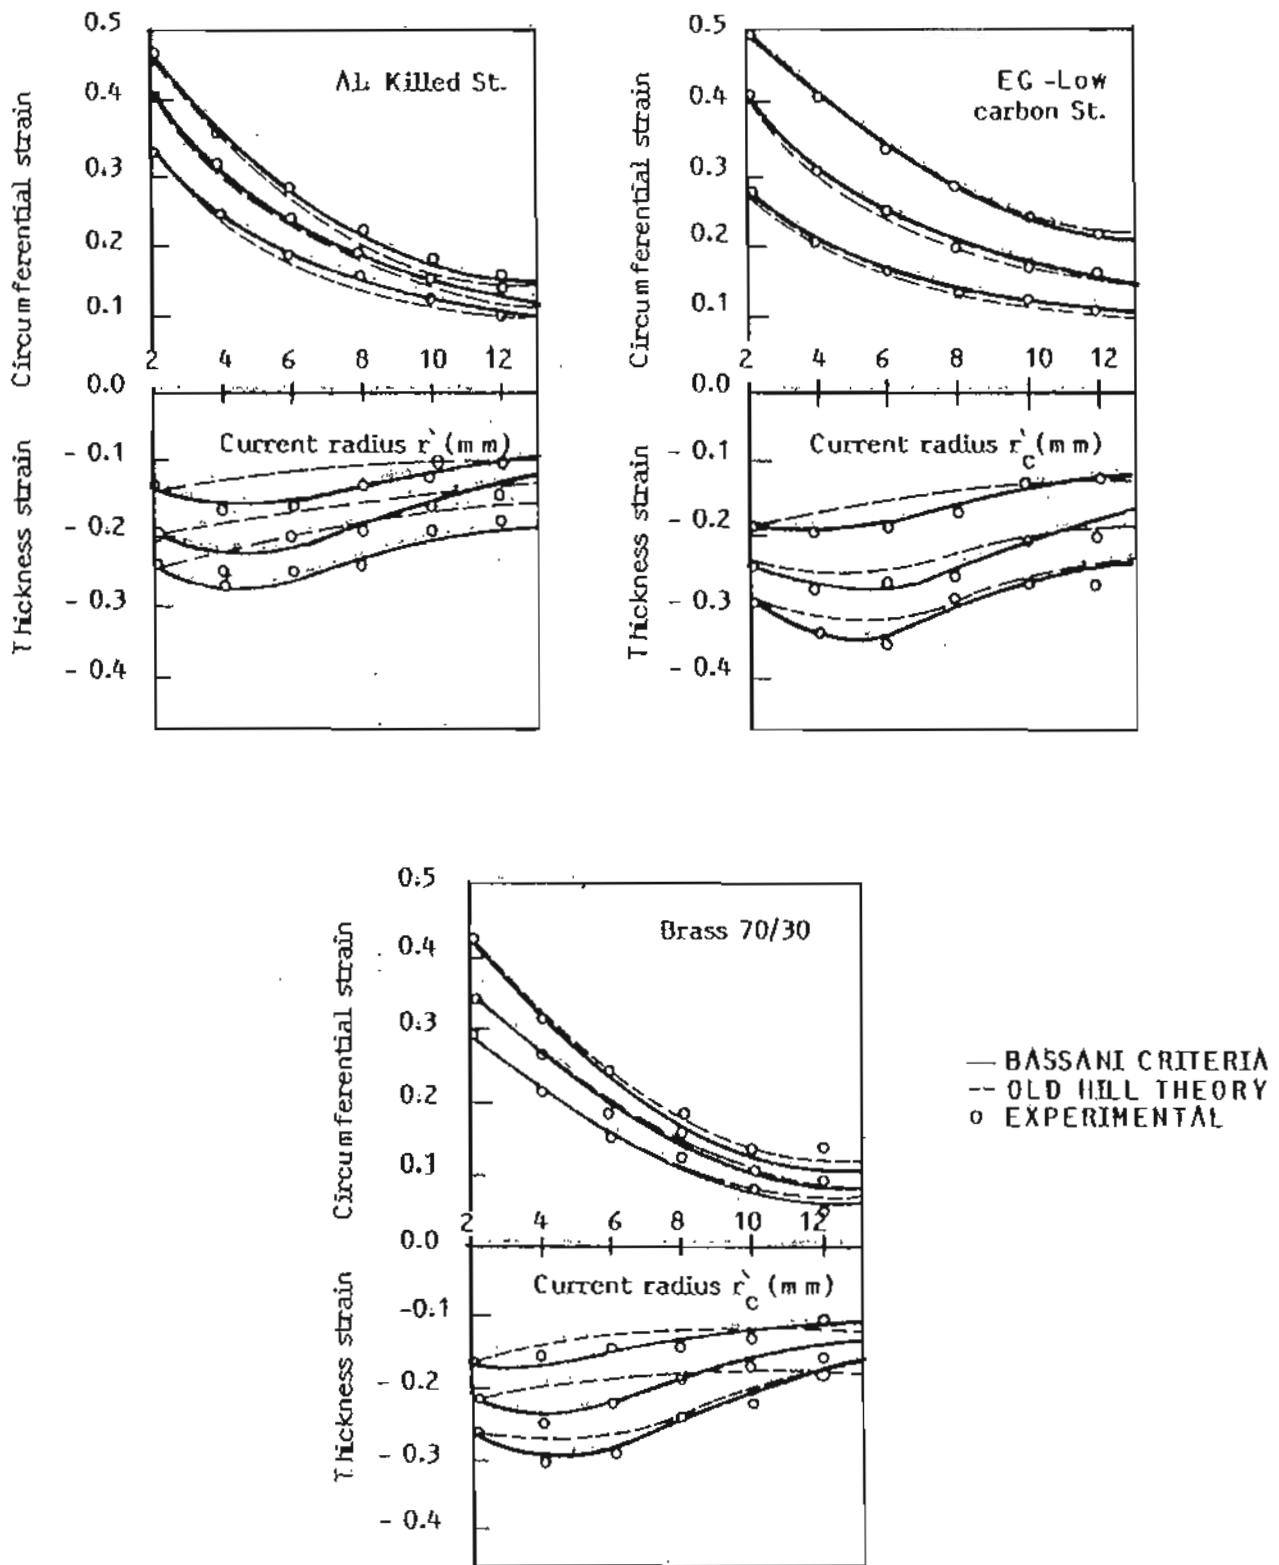 0.5
0.4
0.3
0.2
0.1
0.0
Circumferential strain
Al Killed St.
2 4 6 8 10 12
Current radius r` (mm)
- 0.1
- 0.2
- 0.3
- 0.4
Thickness strain
0.5
0.4
0.3
0.2
0.1
0.0
Circumferential strain
EG -Low
carbon St.
2 4 6 8 10 12
Current radius r`c (mm)
- 0.1
- 0.2
- 0.3
- 0.4
Thickness strain
0.5
0.4
0.3
0.2
0.1
0.0
Circumferential strain
Brass 70/30
2 4 6 8 10 12
Current radius r`c (mm)
-0.1
- 0.2
- 0.3
- 0.4
Thickness strain
— BASSANI CRITERIA
-- OLD HILL THEORY
o EXPERIMENTAL